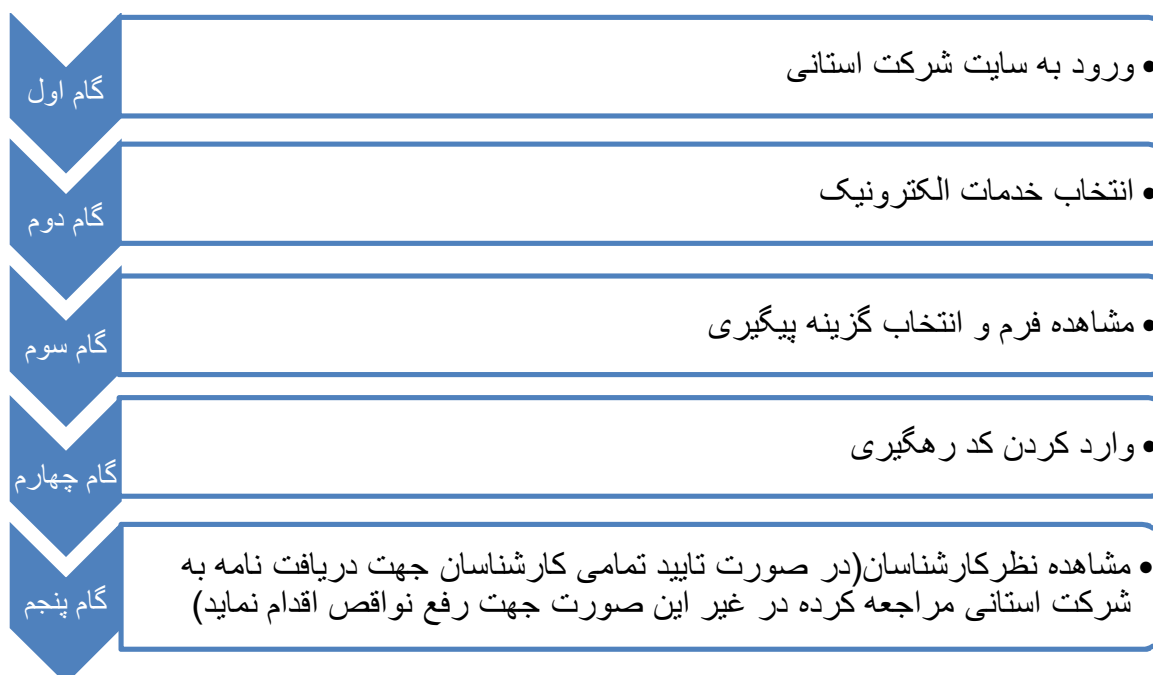 گام اول
• ورود به سایت شرکت استانی
گام دوم
• انتخاب خدمات الکترونیک
گام سوم
• مشاهده فرم و انتخاب گزینه پیگیری
گام چهارم
• وارد کردن کد رهگیری
گام پنجم
• مشاهده نظرکارشناسان(در صورت تایید تمامی کارشناسان جهت دریافت نامه به
شرکت استانی مراجعه کرده در غیر این صورت جهت رفع نواقص اقدام نماید)